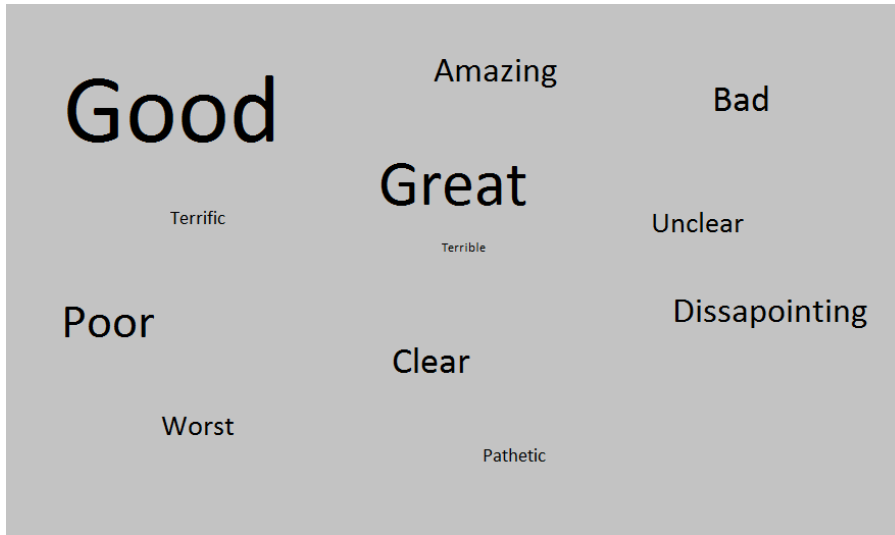 Amazing
Good
Bad
Great
Terrific
Unclear
Terrible
Dissapointing
Poor
Clear
Worst
Pathetic